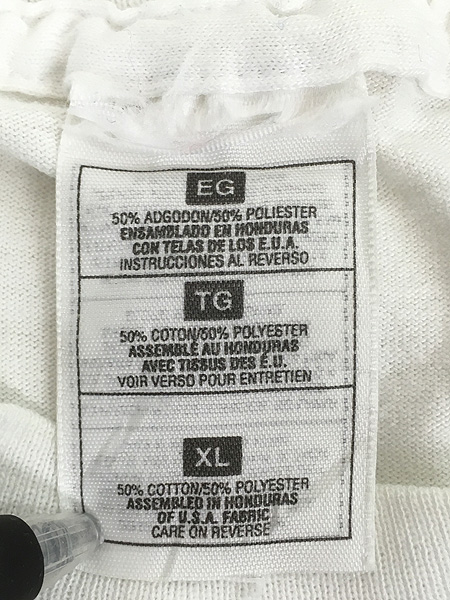 EG
50% ADGODON/50% POLIESTER
ENSAMBLADO EN HONDURAS
CON TELAS DE LOS E.U.A.
INSTRUCCIONES AL REVERSO
TG
50% COTON/50% POLYESTER
ASSEMBLÉ AU HONDURAS
AVEC TISSUS DES É.U.
VOIR VERSO POUR ENTRETIEN
XL
50% COTTON/50% POLYESTER
ASSEMBLED IN HONDURAS
OF U.S.A. FABRIC
CARE ON REVERSE